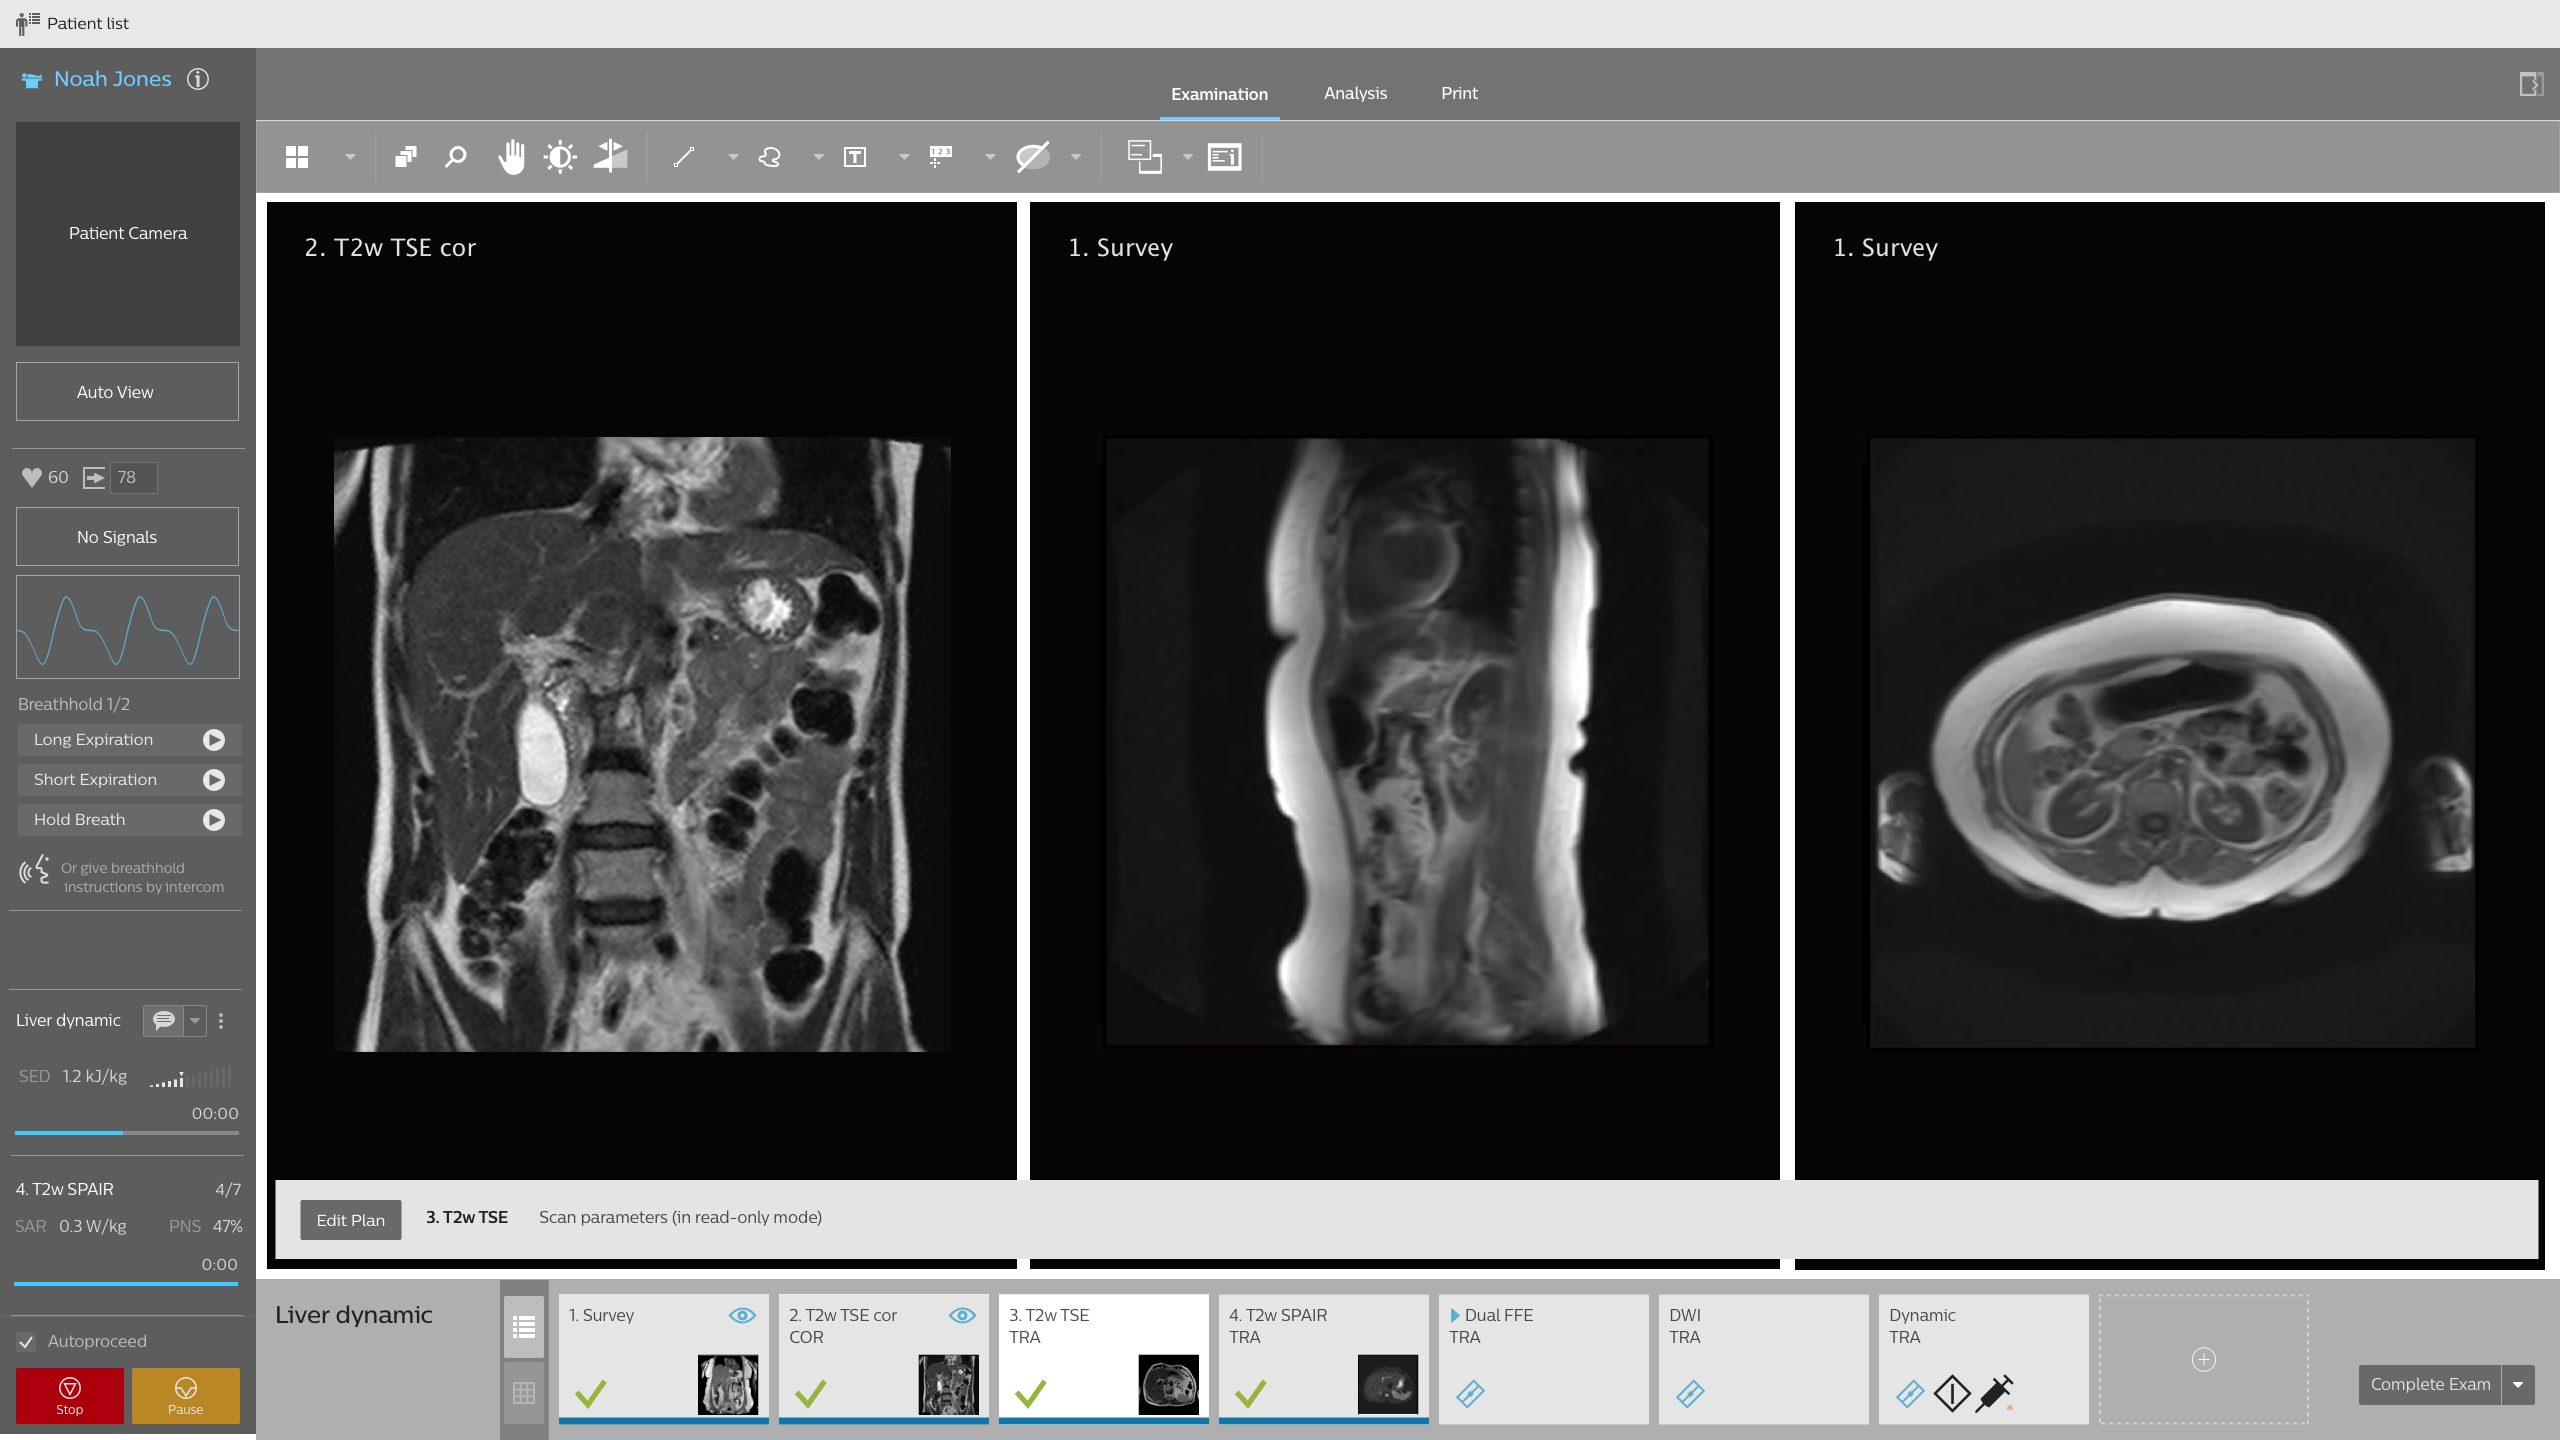 Patient list
Noah Jones
Examination
Analysis
Print
Patient Camera
Auto View
60
78
No Signals
Breathhold 1/2
Long Expiration
Short Expiration
Hold Breath
Or give breathhold
instructions by intercom
Liver dynamic
SED 1.2 kJ/kg
00:00
4. T2w SPAIR 4/7
SAR 0.3 W/kg PNS 47%
0:00
Autoproceed
Stop
Pause
T
1 2 3
2. T2w TSE cor
1. Survey
1. Survey
Edit Plan
3. T2w TSE
Scan parameters (in read-only mode)
Liver dynamic
1. Survey
2. T2w TSE cor
COR
3. T2w TSE
TRA
4. T2w SPAIR
TRA
Dual FFE
TRA
DWI
TRA
Dynamic
TRA
Complete Exam